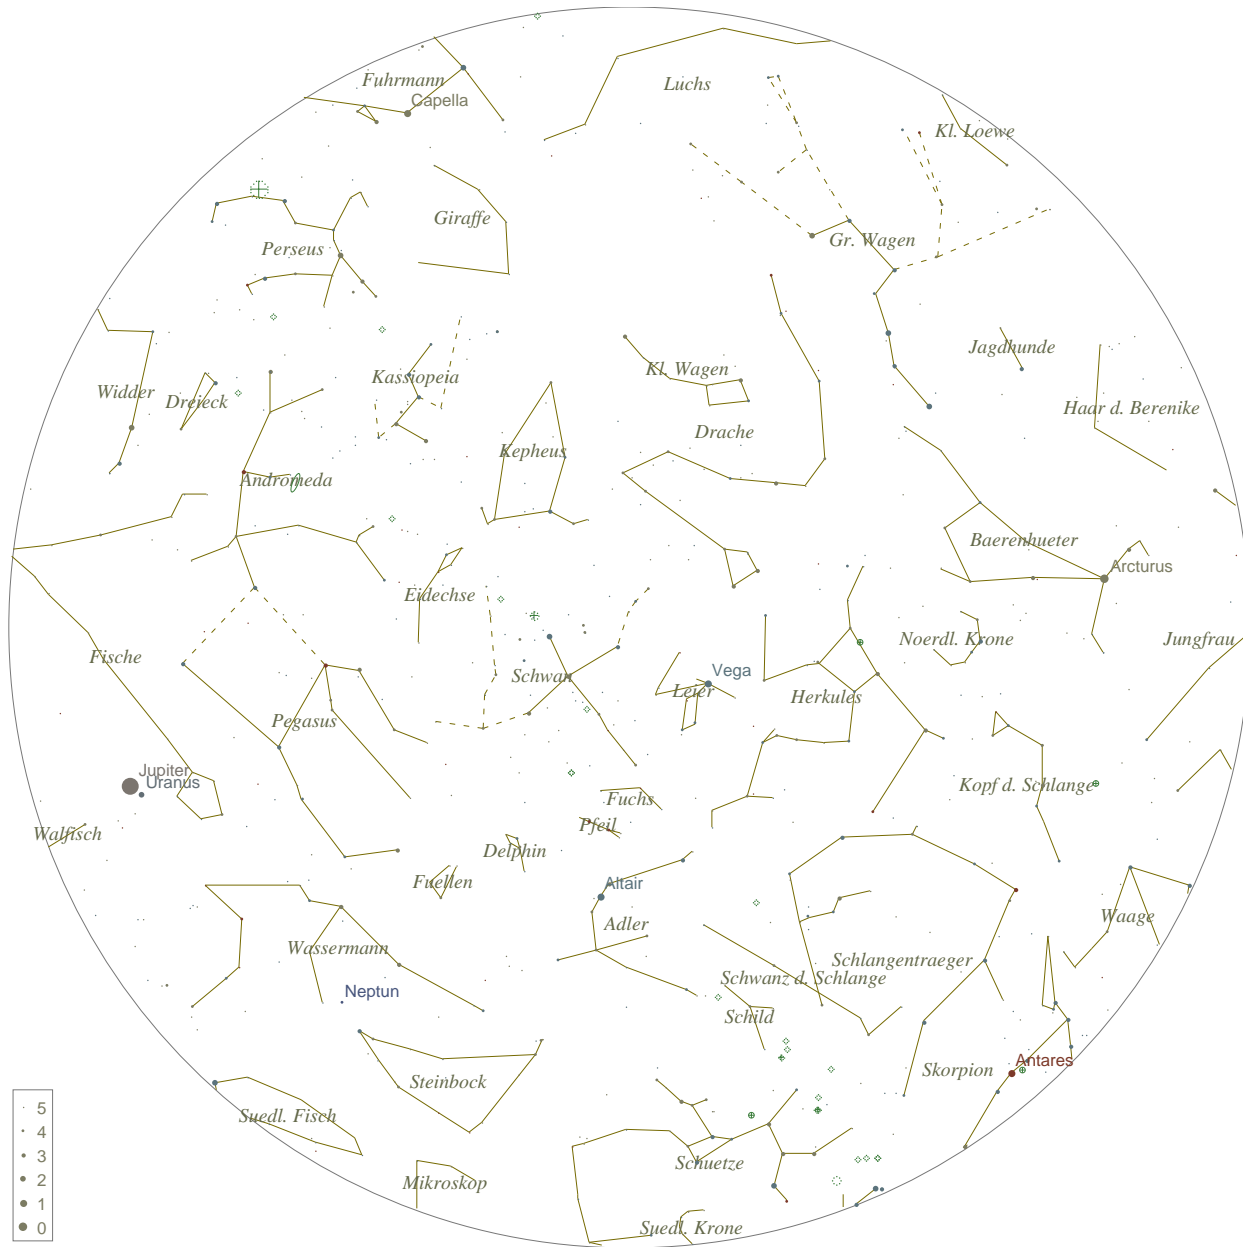 Fuhrmann
Luchs
Capella
Kl. Loewe
Giraffe
Perseus
Gr. Wagen
Jagdhunde
Kassiopeia
Kl. Wagen
Widder
Dreieck
Haar d. Berenike
Drache
Kepheus
Andromeda
Baerenhueter
Arcturus
Eidechse
Noerdl. Krone
Jungfrau
Fische
Schwan
Vega
Leier
Herkules
Pegasus
Jupiter
Uranus
Kopf d. Schlange
Fuchs
Pfeil
Walfisch
Delphin
Fuellen
Altair
Adler
Waage
Wassermann
Schlangentraeger
Schwanz d. Schlange
Neptun
Schild
Antares
Skorpion
Steinbock
Suedl. Fisch
Schuetze
Mikroskop
Suedl. Krone
5
4
3
2
1
0